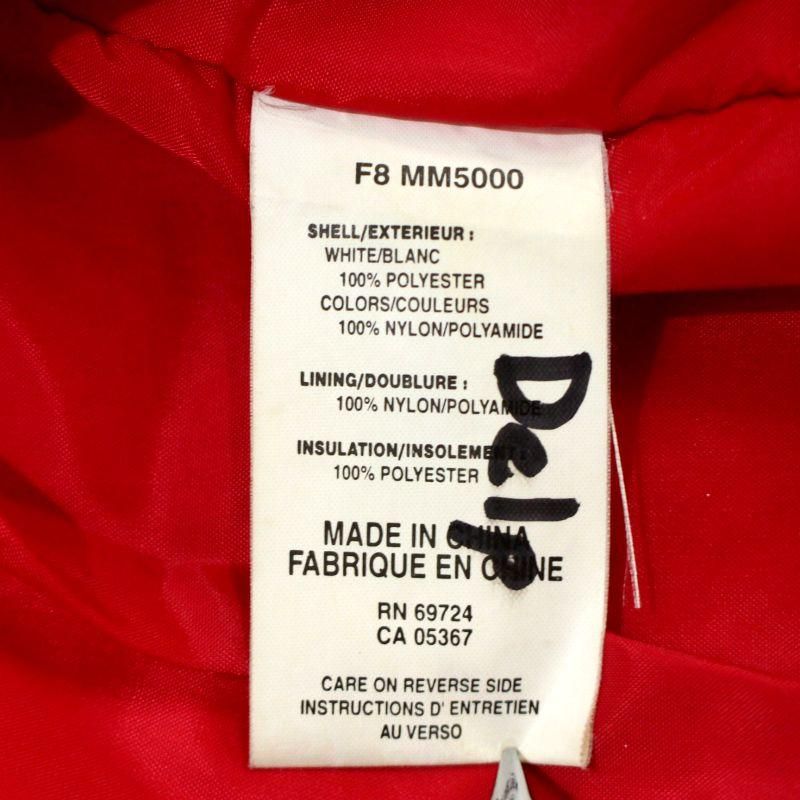 F8 MM5000
SHELL/EXTERIEUR :
WHITE/BLANC
100% POLYESTER
COLORS/COULEURS
100% NYLON/POLYAMIDE
LINING/DOUBLURE :
100% NYLON/POLYAMIDE
INSULATION/INSOLEMENT :
100% POLYESTER
MADE IN CHINA
FABRIQUE EN CHINE
RN 69724
CA 05367
CARE ON REVERSE SIDE
INSTRUCTIONS D' ENTRETIEN
AU VERSO